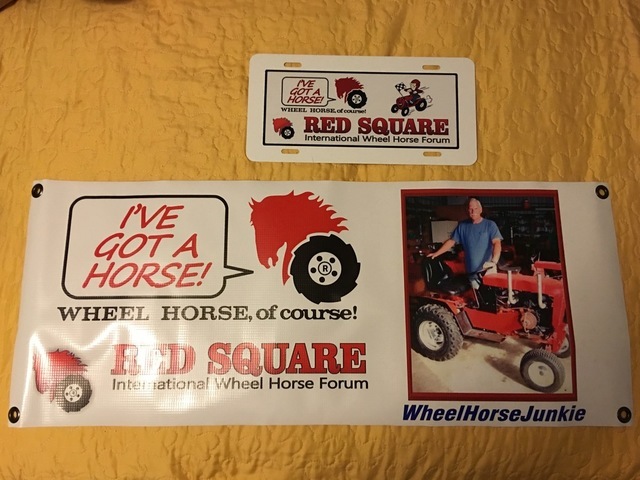 I'VE
GOT A
HORSE!
WHEEL HORSE, of course!
RED SQUARE
International Wheel Horse Forum
I'VE
GOT A
HORSE!
R
WHEEL HORSE, of course!
RED SQUARE
International Wheel Horse Forum
WheelHorseJunkie